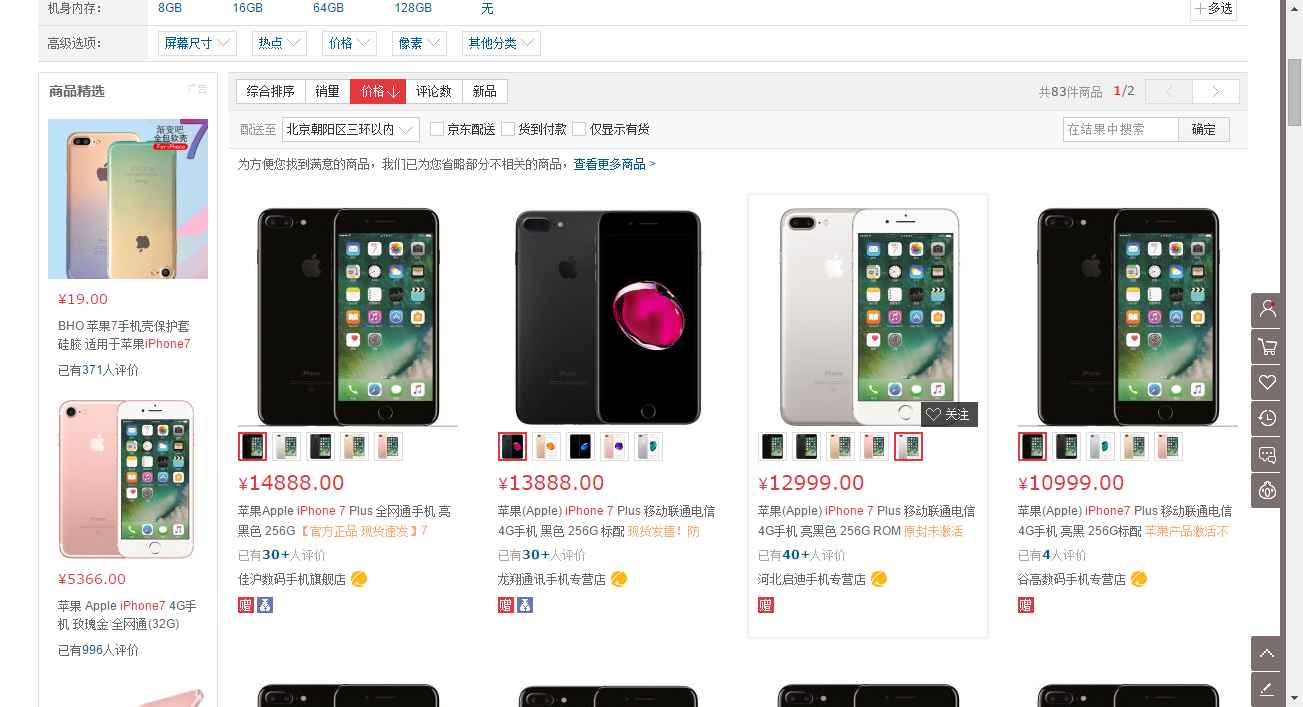 机身内存： 8GB 16GB 64GB 128GB 无 多选
高级选项： 屏幕尺寸 热点 价格 像素 其他分类
商品精选 广告
渐变吧
全包软壳
For iPhone
7
¥19.00
BHO 苹果7手机壳保护套
硅胶 适用于苹果iPhone7
已有371人评价
¥5366.00
苹果 Apple iPhone7 4G手
机 玫瑰金 全网通(32G)
已有996人评价
综合排序 销量 价格 评论数 新品 共83件商品 1/2
配送至 北京朝阳区三环以内 京东配送 货到付款 仅显示有货 在结果中搜索 确定
为方便您找到满意的商品，我们已为您省略部分不相关的商品，查看更多商品 >
¥14888.00
苹果Apple iPhone 7 Plus 全网通手机 亮
黑色 256G【官方正品 现货速发】7
已有30+人评价
佳沪数码手机旗舰店
赠
¥13888.00
苹果(Apple) iPhone 7 Plus 移动联通电信
4G手机 黑色 256G 标配 现货发售！防
已有30+人评价
龙翔通讯手机专营店
赠
关注
¥12999.00
苹果(Apple) iPhone 7 Plus 移动联通电信
4G手机 亮黑色 256G ROM 原封未激活
已有40+人评价
河北启迪手机专营店
赠
¥10999.00
苹果(Apple) iPhone7 Plus 移动联通电信
4G手机 亮黑 256G标配 苹果产品激活不
已有4人评价
谷高数码手机专营店
赠